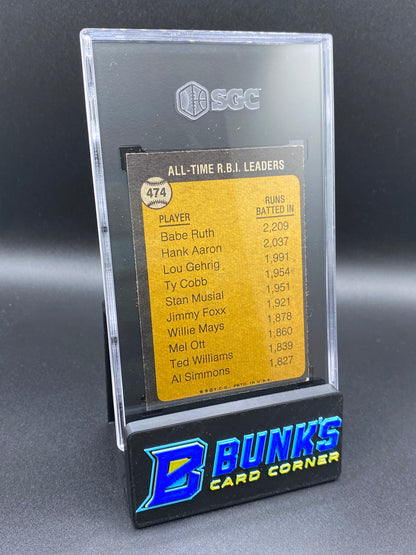 SGC
ALL-TIME R.B.I. LEADERS
474
PLAYER RUNS BATTED IN
Babe Ruth 2,209
Hank Aaron 2,037
Lou Gehrig 1,991
Ty Cobb 1,954
Stan Musial 1,951
Jimmy Foxx 1,921
Willie Mays 1,878
Mel Ott 1,860
Ted Williams 1,839
Al Simmons 1,827
©T.C.G. PRTD. IN U.S.A.
B BUNK'S
CARD CORNER